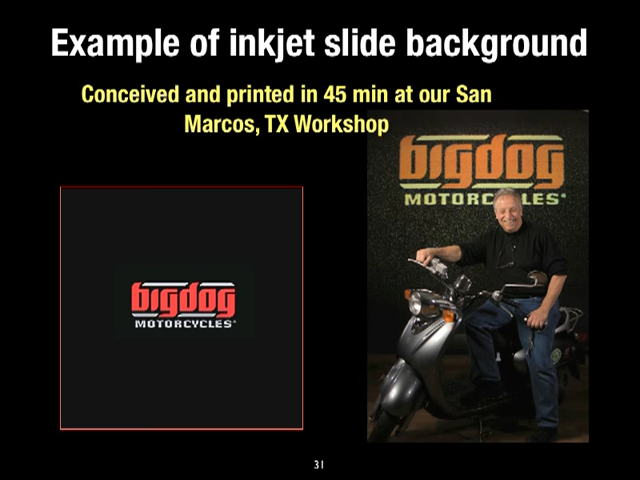 Example of inkjet slide background
Conceived and printed in 45 min at our San
Marcos, TX Workshop
bigdog
MOTORCYCLES
bigdog
MOTORCYCLES
31